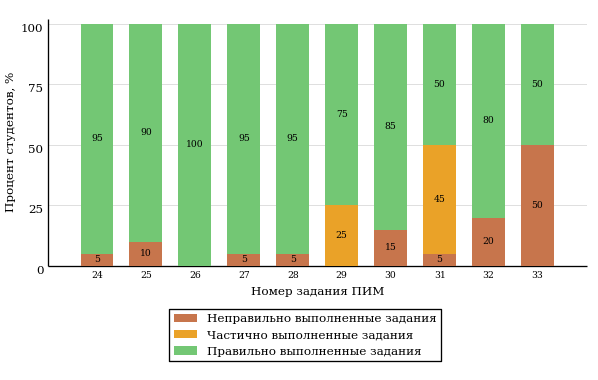 100
75
50
25
0
Процент студентов, %
95 90 100 95 95 75 85 50 80 50
5 10 5 5 25 15 45 20 50
5
24 25 26 27 28 29 30 31 32 33
Номер задания ПИМ
Неправильно выполненные задания
Частично выполненные задания
Правильно выполненные задания